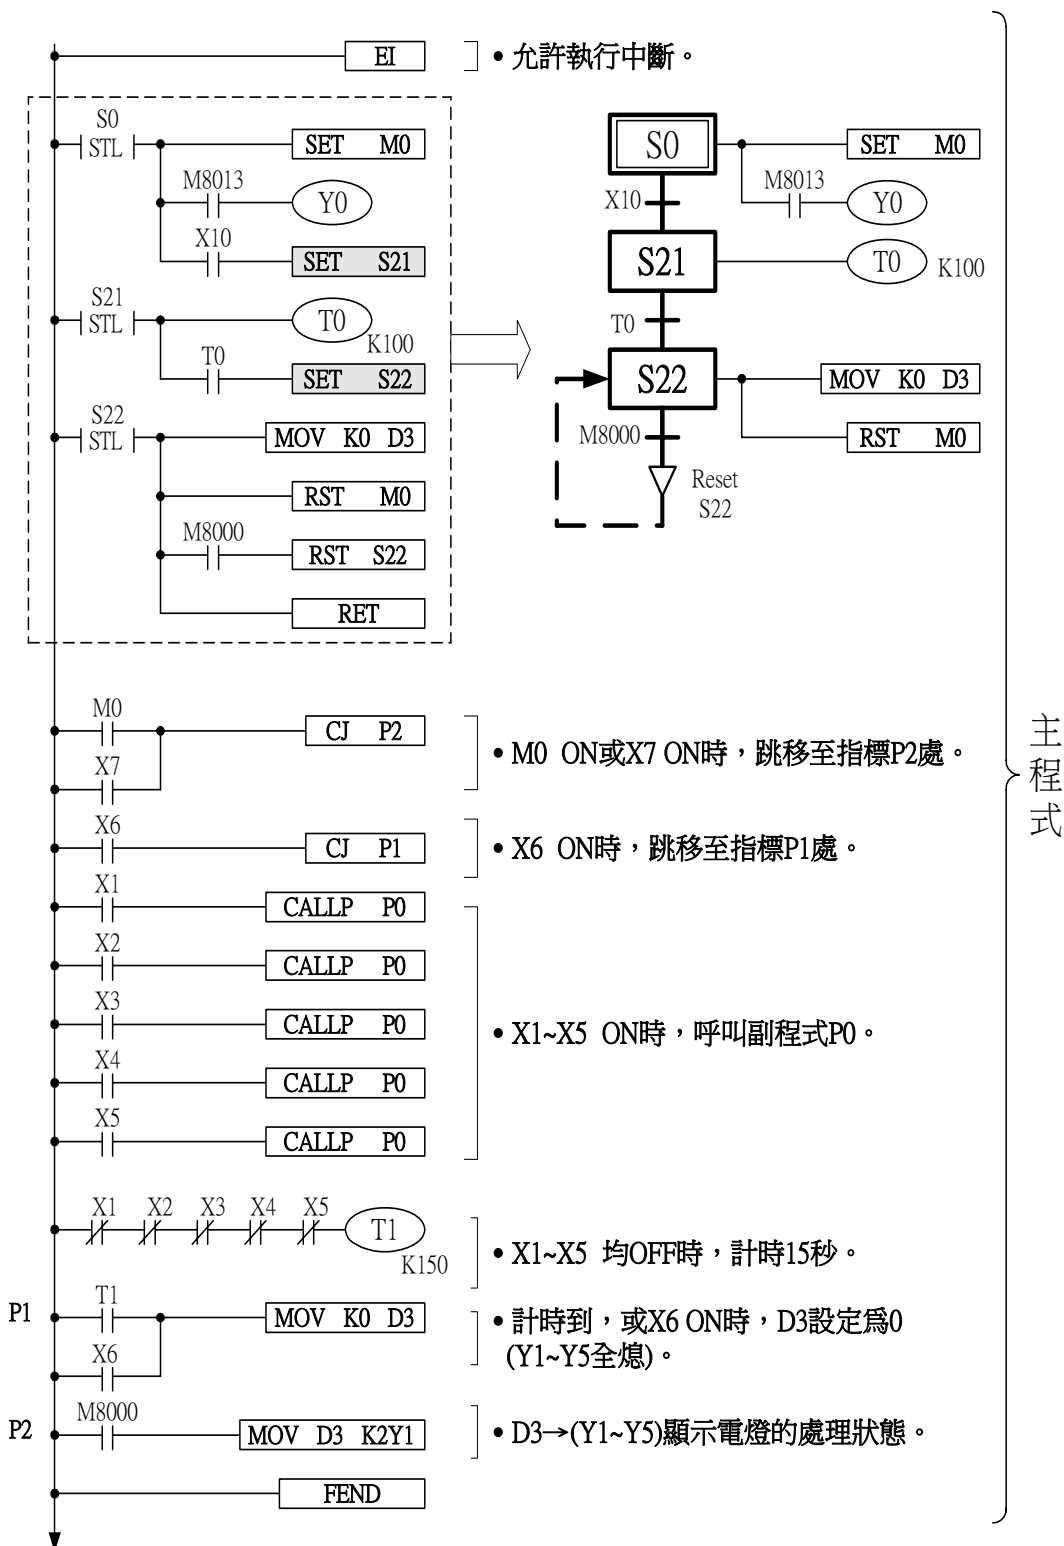 EI
• 允許執行中斷。
S0
STL
SET M0
M8013
Y0
X10
SET S21
S21
STL
T0
K100
T0
SET S22
S22
STL
MOV K0 D3
RST M0
M8000
RST S22
RET
S0
SET M0
M8013
Y0
X10
S21
T0
K100
T0
S22
MOV K0 D3
RST M0
M8000
Reset
S22
M0
CJ P2
X7
• M0 ON或X7 ON時，跳移至指標P2處。
X6
CJ P1
• X6 ON時，跳移至指標P1處。
X1
CALLP P0
X2
CALLP P0
X3
CALLP P0
X4
CALLP P0
X5
CALLP P0
• X1~X5 ON時，呼叫副程式P0。
X1 X2 X3 X4 X5
T1
K150
• X1~X5 均OFF時，計時15秒。
P1
T1
MOV K0 D3
X6
• 計時到，或X6 ON時，D3設定爲0
(Y1~Y5全熄)。
P2
M8000
MOV D3 K2Y1
• D3→(Y1~Y5)顯示電燈的處理狀態。
FEND
主程式